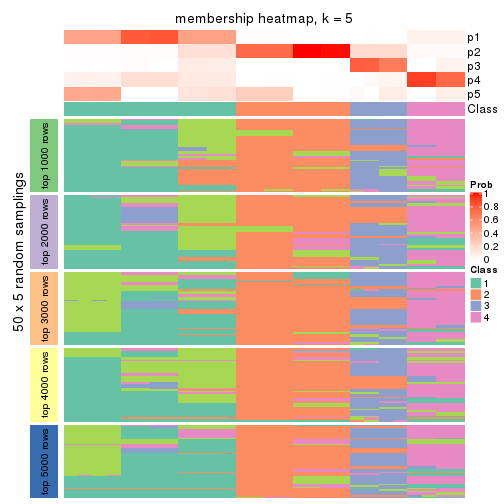 membership heatmap, k = 5
p1
p2
p3
p4
p5
Class
50 x 5 random samplings
top 1000 rows
top 2000 rows
top 3000 rows
top 4000 rows
top 5000 rows
Prob
1
0.8
0.6
0.4
0.2
0
Class
1
2
3
4